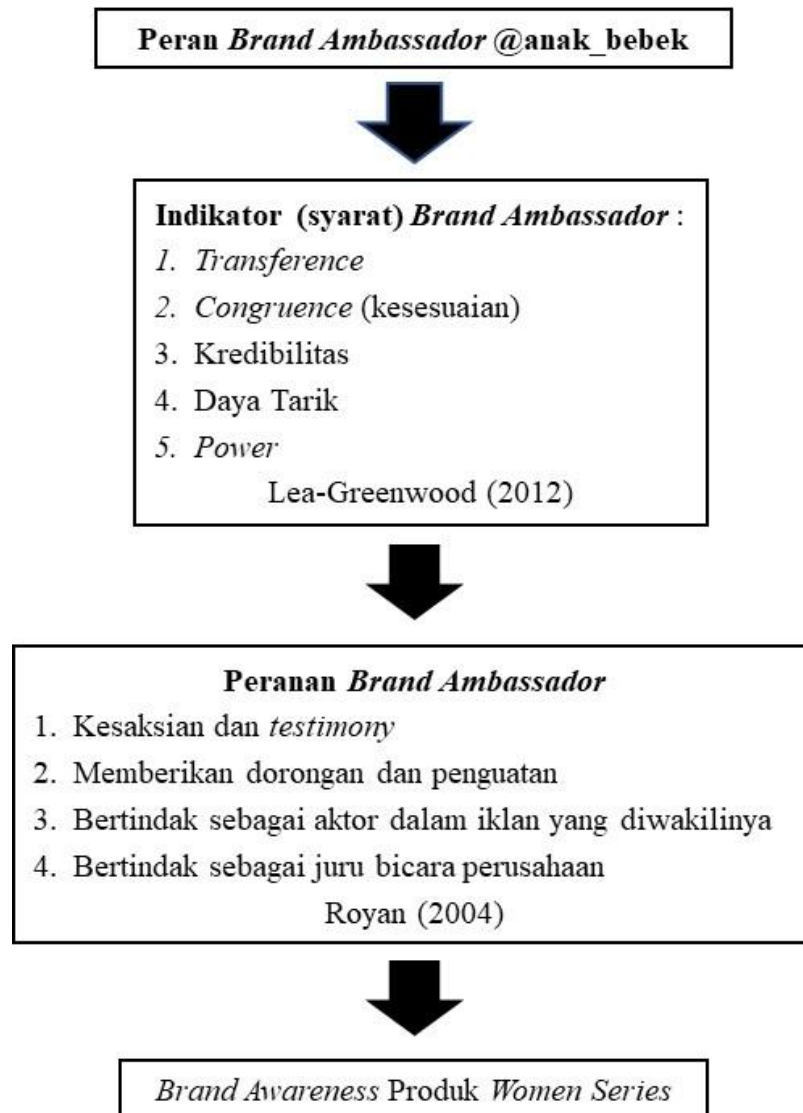 Peran Brand Ambassador @anak_bebek
Indikator (syarat) Brand Ambassador :
1. Transference
2. Congruence (kesesuaian)
3. Kredibilitas
4. Daya Tarik
5. Power
Lea-Greenwood (2012)
Peranan Brand Ambassador
1. Kesaksian dan testimony
2. Memberikan dorongan dan penguatan
3. Bertindak sebagai aktor dalam iklan yang diwakilinya
4. Bertindak sebagai juru bicara perusahaan
Royan (2004)
Brand Awareness Produk Women Series